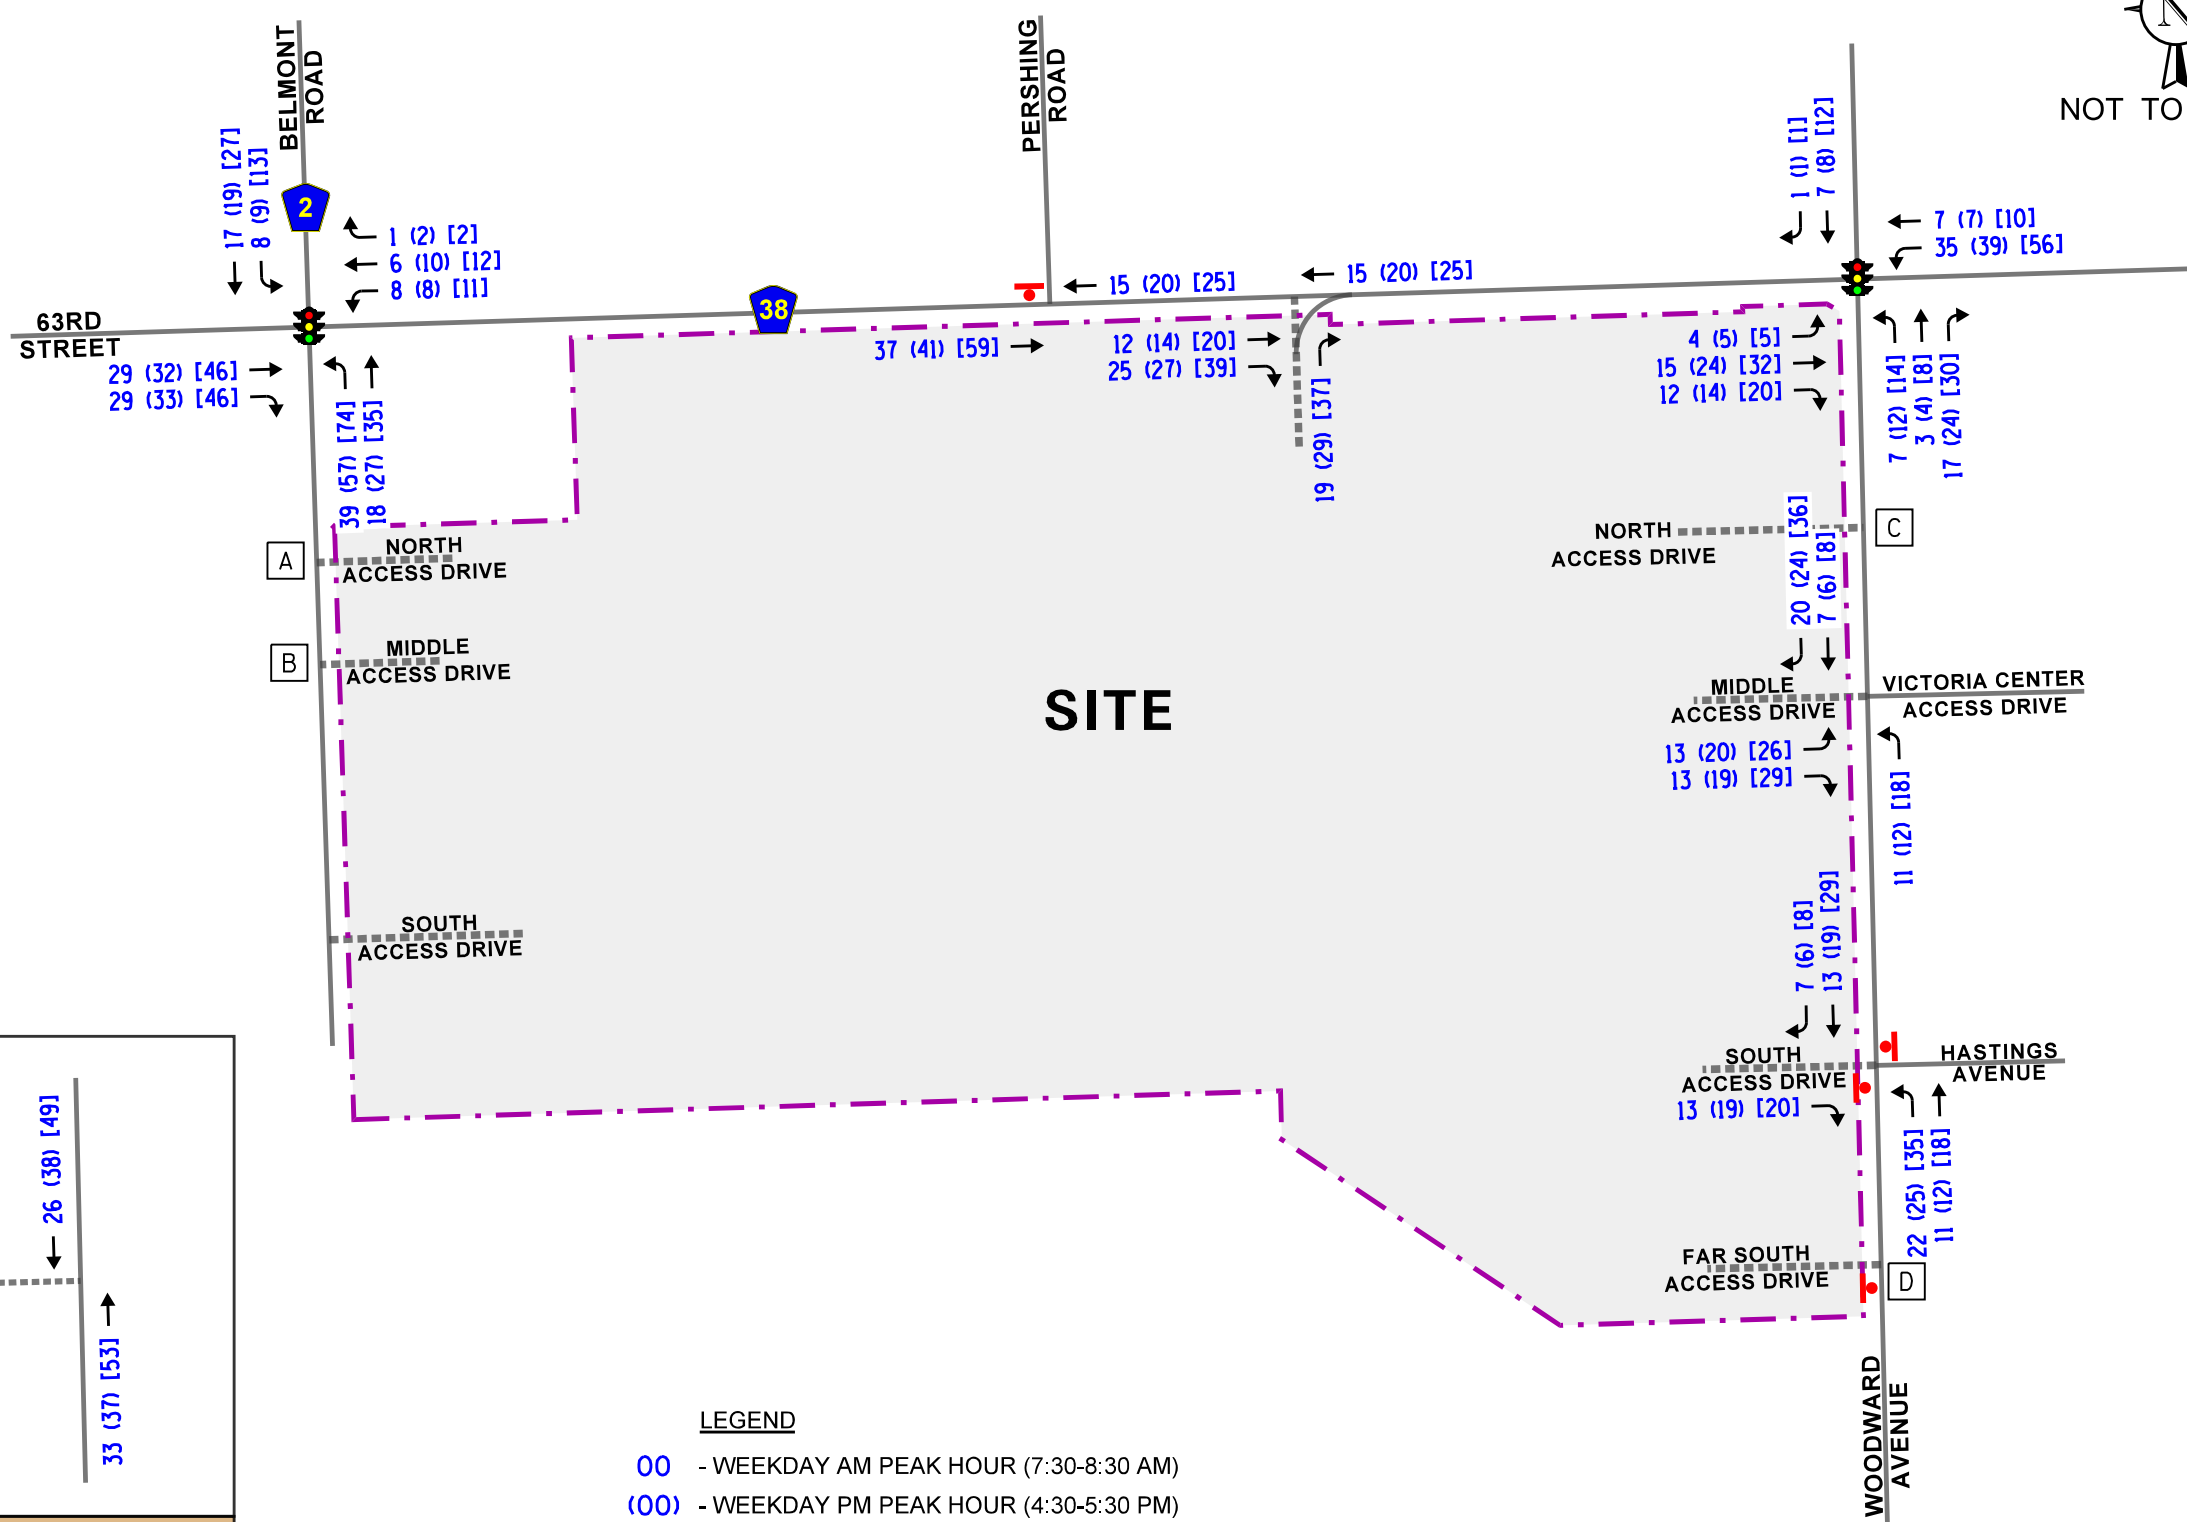 BELMONT
ROAD
PERSHING
ROAD
N
NOT TO
17 (19) [27]
8 (9) [13]
2
1 (2) [2]
6 (10) [12]
8 (8) [11]
1 (1) [1]
7 (8) [12]
7 (7) [10]
35 (39) [56]
63RD
STREET
38
15 (20) [25]
15 (20) [25]
29 (32) [46]
29 (33) [46]
39 (57) [74]
18 (27) [35]
37 (41) [59]
12 (14) [20]
25 (27) [39]
19 (29) [37]
4 (5) [5]
15 (24) [32]
12 (14) [20]
7 (12) [14]
3 (4) [8]
17 (24) [30]
A
NORTH
ACCESS DRIVE
B
MIDDLE
ACCESS DRIVE
SOUTH
ACCESS DRIVE
SITE
NORTH
ACCESS DRIVE
C
20 (24) [36]
7 (6) [8]
MIDDLE
ACCESS DRIVE
VICTORIA CENTER
ACCESS DRIVE
13 (20) [26]
13 (19) [29]
11 (12) [18]
7 (6) [8]
13 (19) [29]
SOUTH
ACCESS DRIVE
HASTINGS
AVENUE
13 (19) [20]
22 (25) [35]
11 (12) [18]
FAR SOUTH
ACCESS DRIVE
D
WOODWARD
AVENUE
26 (38) [49]
33 (37) [53]
LEGEND
00 - WEEKDAY AM PEAK HOUR (7:30-8:30 AM)
(00) - WEEKDAY PM PEAK HOUR (4:30-5:30 PM)